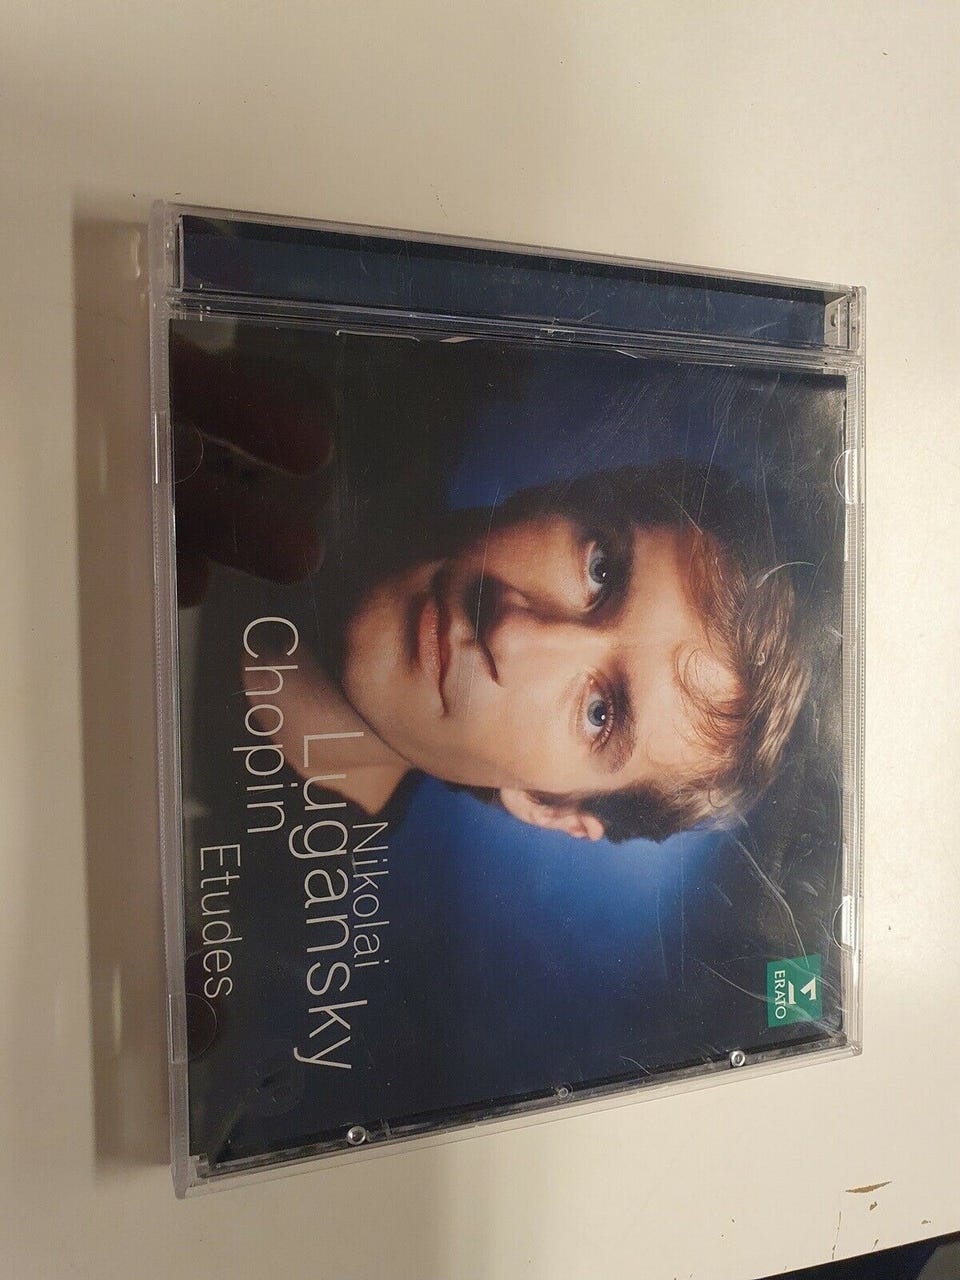 ERATO
Nikolai
Lugansky
Chopin
Etudes